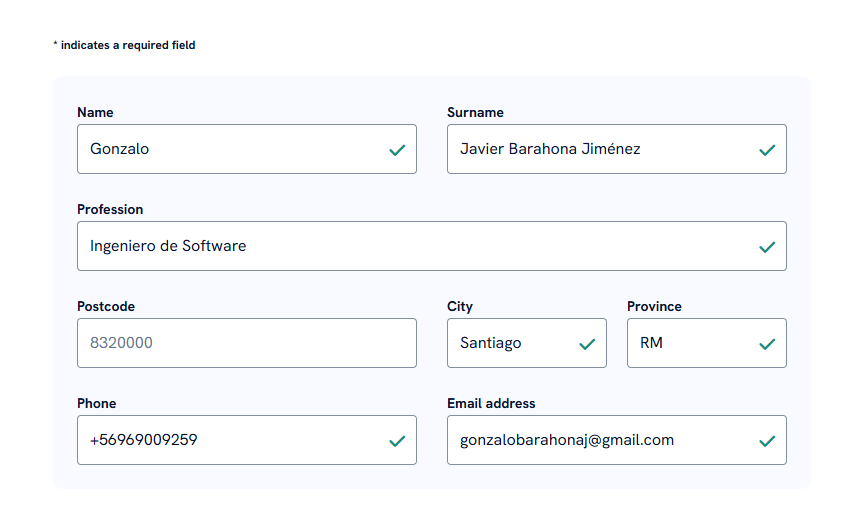 * indicates a required field
Name
Surname
Gonzalo
Javier Barahona Jiménez
Profession
Ingeniero de Software
Postcode
City
Province
8320000
Santiago
RM
Phone
Email address
+56969009259
gonzalobarahonaj@gmail.com